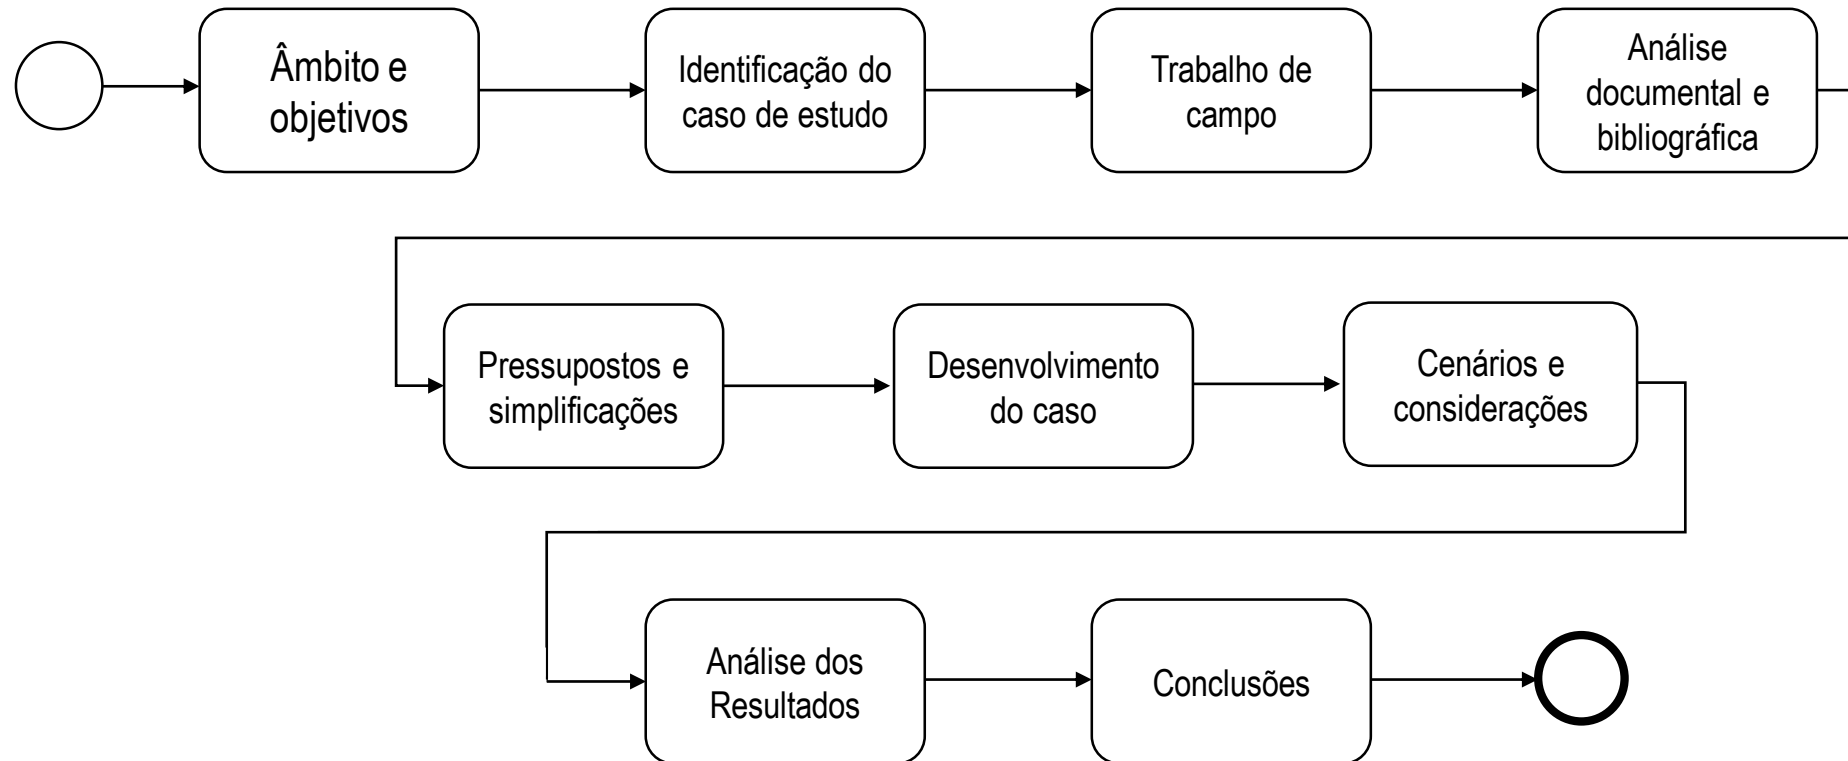 Âmbito e
objetivos
Identificação do
caso de estudo
Trabalho de
campo
Análise
documental e
bibliográfica
Pressupostos e
simplificações
Desenvolvimento
do caso
Cenários e
considerações
Análise dos
Resultados
Conclusões